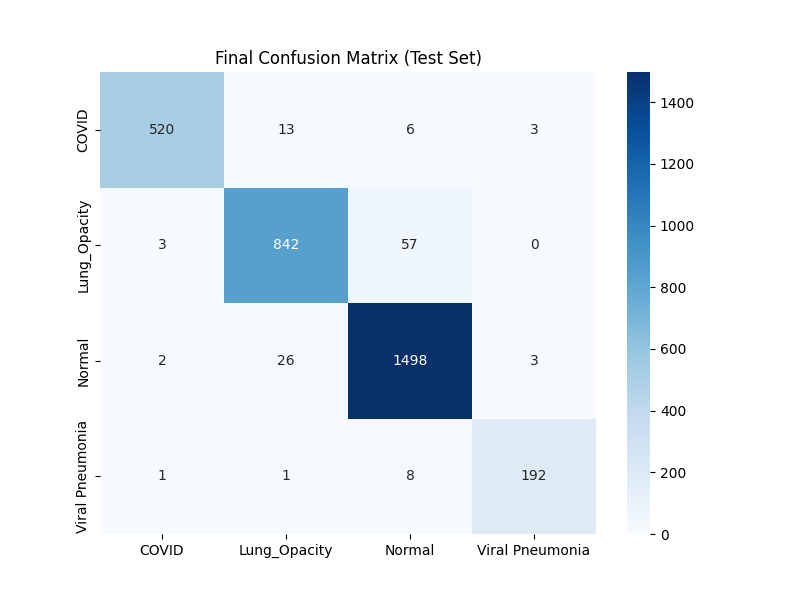 Final Confusion Matrix (Test Set)
COVID 520 13 6 3
Lung_Opacity 3 842 57 0
Normal 2 26 1498 3
Viral Pneumonia 1 1 8 192
COVID Lung_Opacity Normal Viral Pneumonia
1400
1200
1000
800
600
400
200
0